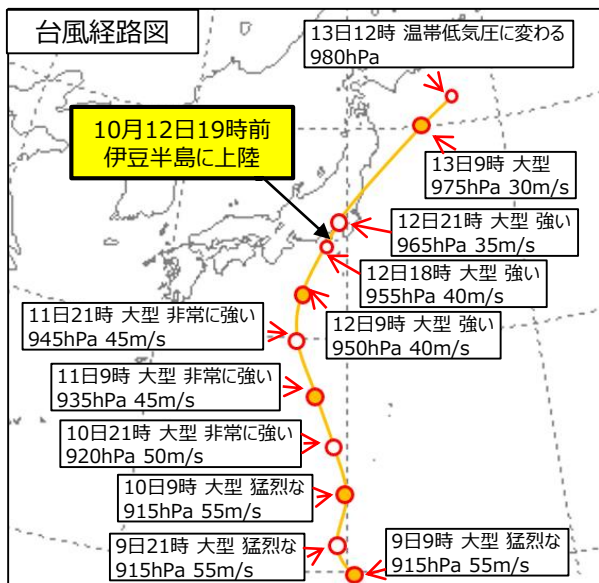 台風経路図
13日12時 温帯低気圧に変わる
980hPa
10月12日19時前
伊豆半島に上陸
13日9時 大型
975hPa 30m/s
12日21時 大型 強い
965hPa 35m/s
12日18時 大型 強い
955hPa 40m/s
11日21時 大型 非常に強い
945hPa 45m/s
12日9時 大型 強い
950hPa 40m/s
11日9時 大型 非常に強い
935hPa 45m/s
10日21時 大型 非常に強い
920hPa 50m/s
10日9時 大型 猛烈な
915hPa 55m/s
9日21時 大型 猛烈な
915hPa 55m/s
9日9時 大型 猛烈な
915hPa 55m/s